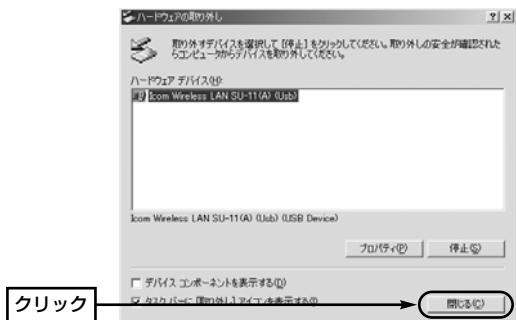 ハードウェアの取り外し
取り外すデバイスを選択して [停止] をクリックしてください。取り外しの安全が確認された
らコンピュータからデバイスを取り外してください。
ハードウェア デバイス(H):
Icom Wireless LAN SU-11(A) (Usb)
Icom Wireless LAN SU-11(A) (Usb) (USB Device)
プロパティ(P) 停止(S)
デバイス コンポーネントを表示する(D)
タスク バーに [取り外し] アイコンを表示する(I)
クリック 閉じる(C)